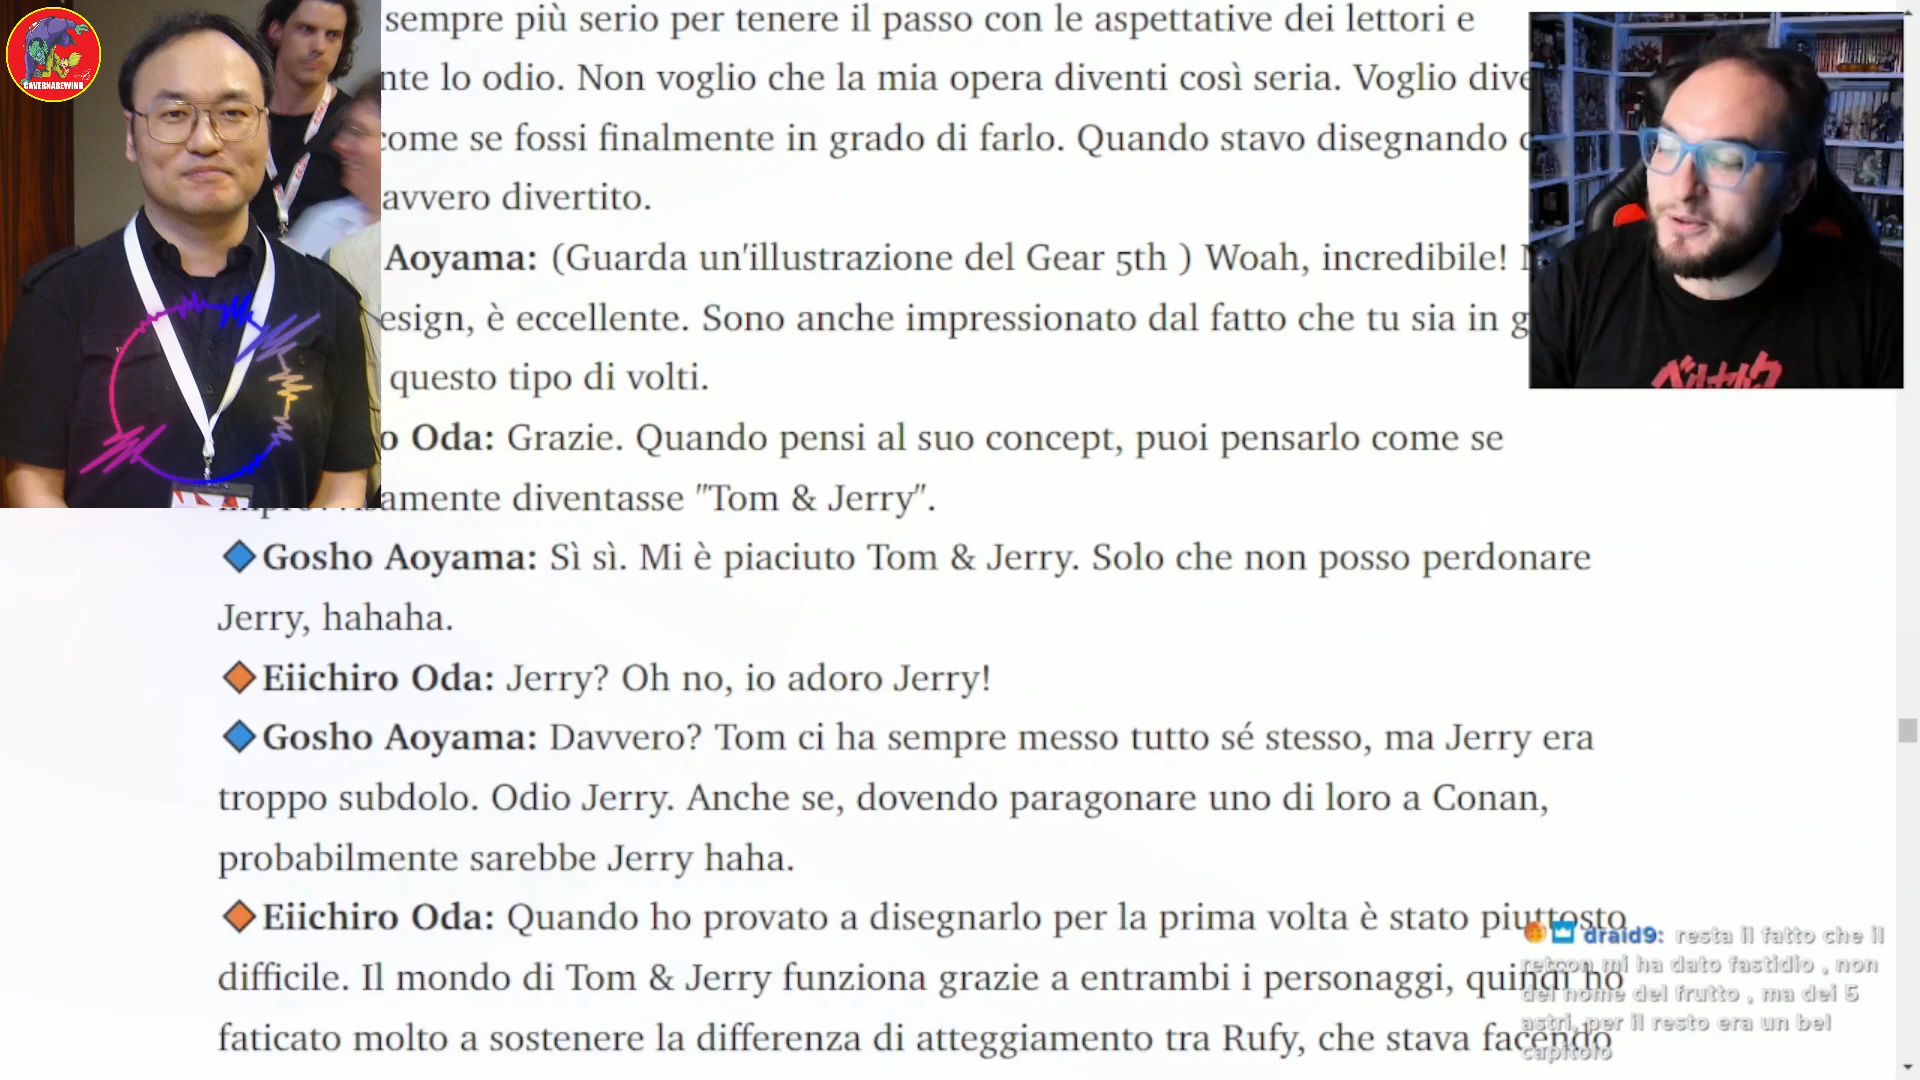 CAVERNAREWIND
sempre più serio per tenere il passo con le aspettative dei lettori e
nte lo odio. Non voglio che la mia opera diventi così seria. Voglio dive
come se fossi finalmente in grado di farlo. Quando stavo disegnando
avvero divertito.
Aoyama: (Guarda un'illustrazione del Gear 5th ) Woah, incredibile!
esign, è eccellente. Sono anche impressionato dal fatto che tu sia in g
questo tipo di volti.
o Oda: Grazie. Quando pensi al suo concept, puoi pensarlo come se
amente diventasse "Tom & Jerry".
Gosho Aoyama: Sì sì. Mi è piaciuto Tom & Jerry. Solo che non posso perdonare
Jerry, hahaha.
Eiichiro Oda: Jerry? Oh no, io adoro Jerry!
Gosho Aoyama: Davvero? Tom ci ha sempre messo tutto sé stesso, ma Jerry era
troppo subdolo. Odio Jerry. Anche se, dovendo paragonare uno di loro a Conan,
probabilmente sarebbe Jerry haha.
Eiichiro Oda: Quando ho provato a disegnarlo per la prima volta è stato piuttosto
difficile. Il mondo di Tom & Jerry funziona grazie a entrambi i personaggi, quindi ho
faticato molto a sostenere la differenza di atteggiamento tra Rufy, che stava facendo
ベルセルク
draid9: resta il fatto che il
retcon mi ha dato fastidio , non
del nome del frutto , ma dei 5
astri, per il resto era un bel
capitolo